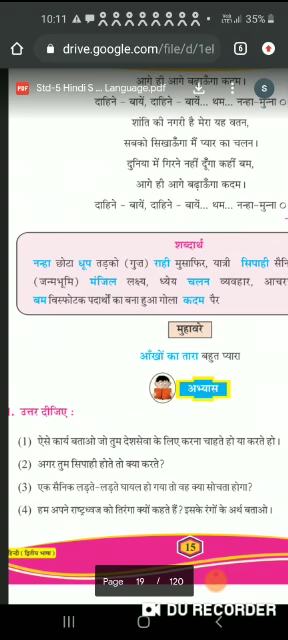 10:11 35%
drive.google.com/file/d/1el 6
PDF Std-5 Hindi S ... Language.pdf S
आगे ही आगे बढ़ाऊँगा कदम।
दाहिने - बायें, दाहिने - बायें... थम... नन्हा-मुन्ना
शांति की नगरी है मेरा यह वतन,
सबको सिखाऊँगा मैं प्यार का चलन।
दुनिया में गिरने नहीं दूँगा कहीं बम,
आगे ही आगे बढ़ाऊँगा कदम।
दाहिने - बायें, दाहिने - बायें... थम... नन्हा-मुन्ना
शब्दार्थ
नन्हा छोटा धूप तड़को (गुज.) राही मुसाफिर, यात्री सिपाही सैनि
(जन्मभूमि) मंजिल लक्ष्य, ध्येय चलन व्यवहार, आचर
बम विस्फोटक पदार्थों का बना हुआ गोला कदम पैर
मुहावरे
आँखों का तारा बहुत प्यारा
अभ्यास
1. उत्तर दीजिए :
(1) ऐसे कार्य बताओ जो तुम देशसेवा के लिए करना चाहते हो या करते हो।
(2) अगर तुम सिपाही होते तो क्या करते?
(3) एक सैनिक लड़ते-लड़ते घायल हो गया तो वह क्या सोचता होगा?
(4) हम अपने राष्ट्रध्वज को तिरंगा क्यों कहते हैं? इसके रंगों के अर्थ बताओ।
हिन्दी (द्वितीय भाषा) 15
Page 19 / 120
DU RECORDER